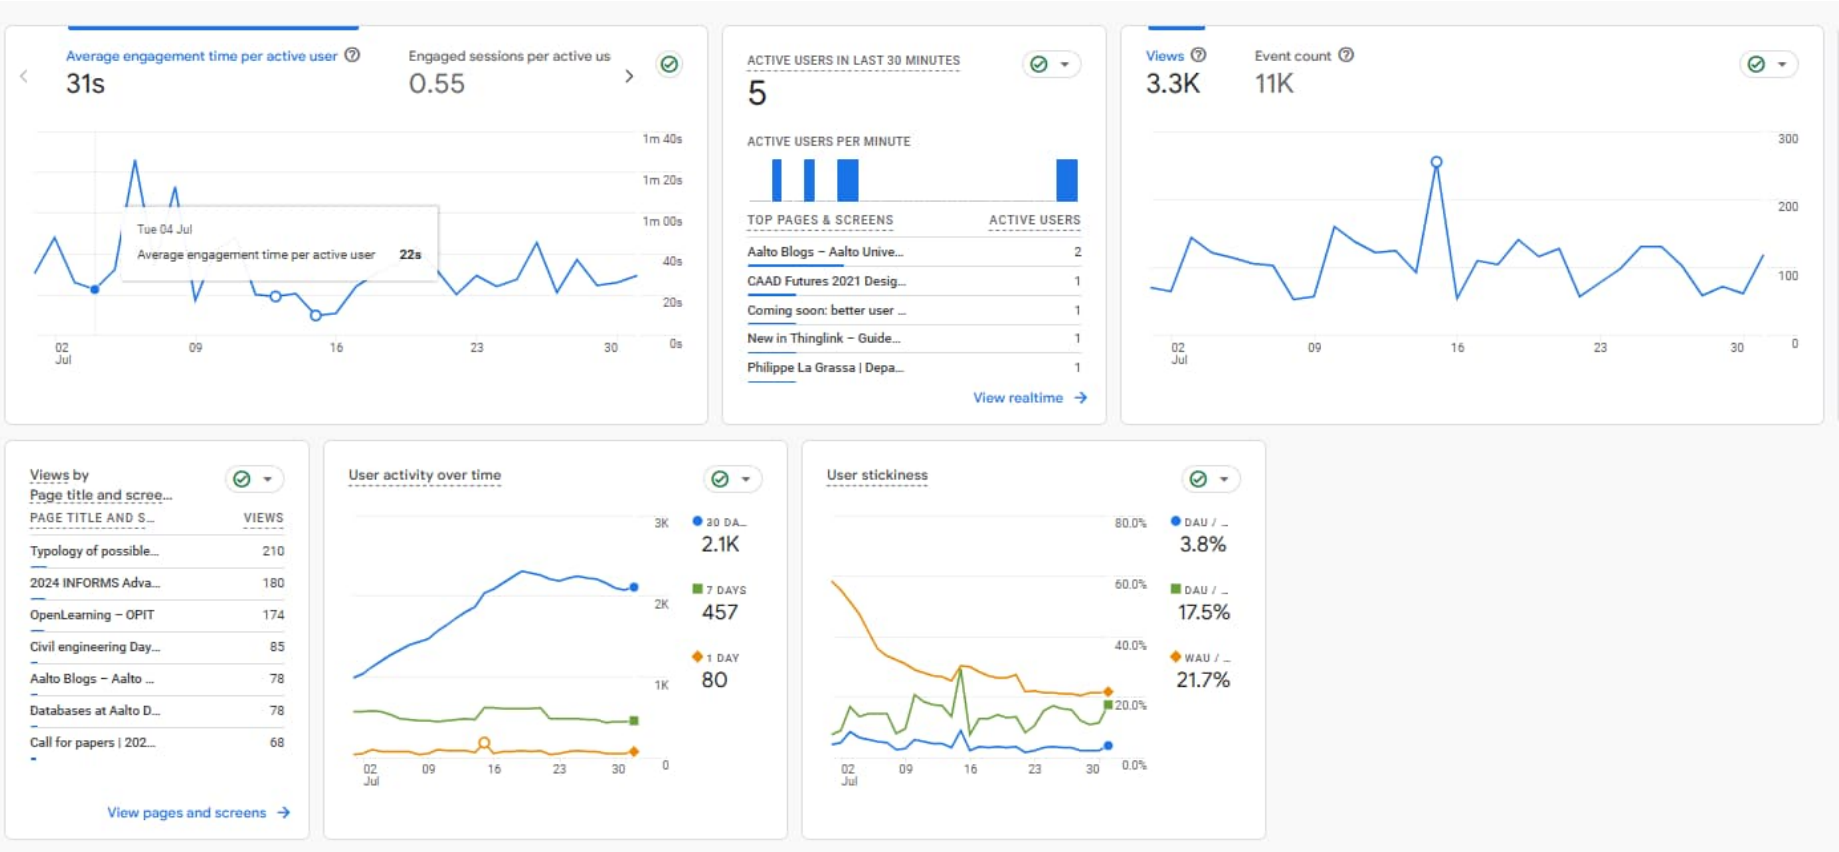 Average engagement time per active user
31s
Engaged sessions per active us
0.55
1m 40s
1m 20s
1m 00s
40s
20s
0s
Tue 04 Jul
Average engagement time per active user 22s
02 09 16 23 30
Jul
ACTIVE USERS IN LAST 30 MINUTES
5
ACTIVE USERS PER MINUTE
TOP PAGES & SCREENS ACTIVE USERS
Aalto Blogs – Aalto Unive... 2
CAAD Futures 2021 Desig... 1
Coming soon: better user ... 1
New in Thinglink – Guide... 1
Philippe La Grassa | Depa... 1
View realtime
Views
3.3K
Event count
11K
300
200
100
0
02 09 16 23 30
Jul
Views by
Page title and scree...
PAGE TITLE AND S... VIEWS
Typology of possible... 210
2024 INFORMS Adva... 180
OpenLearning – OPIT 174
Civil engineering Day... 85
Aalto Blogs – Aalto ... 78
Databases at Aalto D... 78
Call for papers | 202... 68
View pages and screens
User activity over time
3K
2K
1K
0
02 09 16 23 30
Jul
30 DA...
2.1K
7 DAYS
457
1 DAY
80
User stickiness
80.0%
60.0%
40.0%
20.0%
0.0%
02 09 16 23 30
Jul
DAU / ...
3.8%
DAU / ...
17.5%
WAU / ...
21.7%